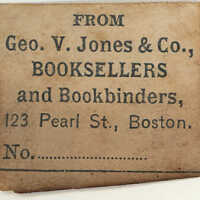 FROM
Geo. V. Jones & Co.,
BOOKSELLERS
and Bookbinders,
123 Pearl St., Boston.
No...........................